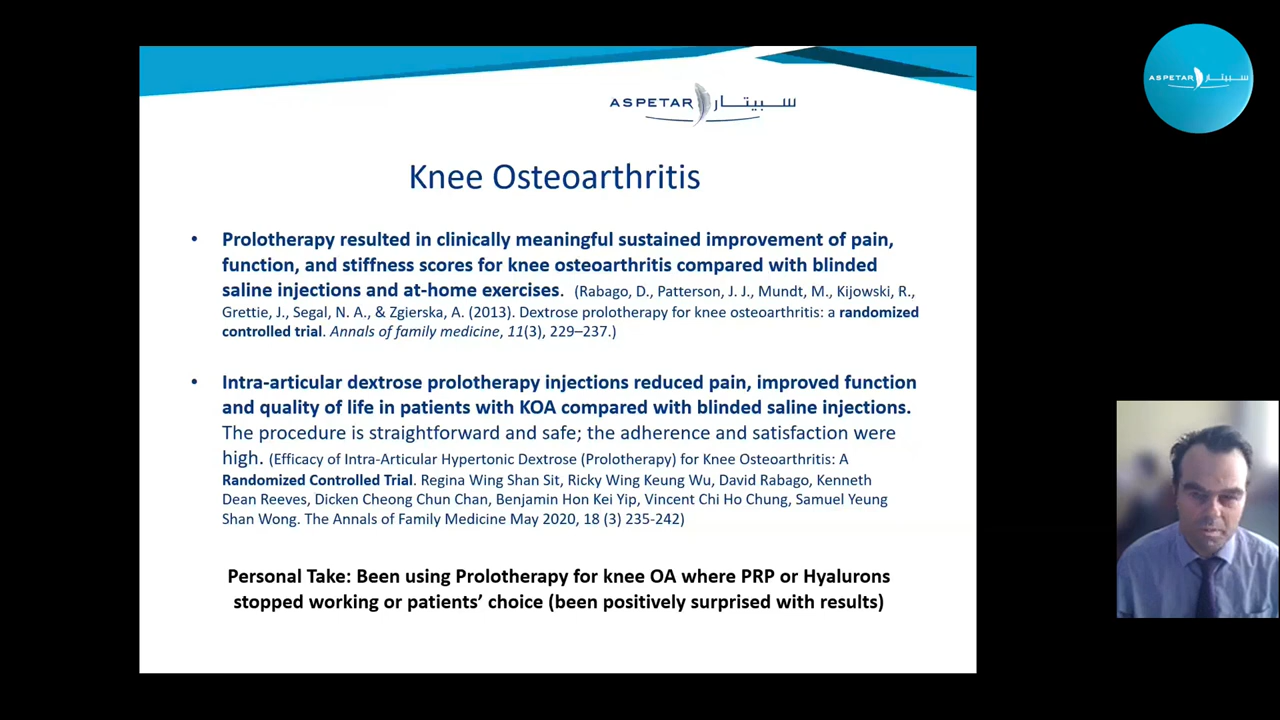 ASPETAR سبيتار
ASPETAR سبيتار
Knee Osteoarthritis
• Prolotherapy resulted in clinically meaningful sustained improvement of pain,
function, and stiffness scores for knee osteoarthritis compared with blinded
saline injections and at-home exercises. (Rabago, D., Patterson, J. J., Mundt, M., Kijowski, R.,
Grettie, J., Segal, N. A., & Zgierska, A. (2013). Dextrose prolotherapy for knee osteoarthritis: a randomized
controlled trial. Annals of family medicine, 11(3), 229–237.)
• Intra-articular dextrose prolotherapy injections reduced pain, improved function
and quality of life in patients with KOA compared with blinded saline injections.
The procedure is straightforward and safe; the adherence and satisfaction were
high. (Efficacy of Intra-Articular Hypertonic Dextrose (Prolotherapy) for Knee Osteoarthritis: A
Randomized Controlled Trial. Regina Wing Shan Sit, Ricky Wing Keung Wu, David Rabago, Kenneth
Dean Reeves, Dicken Cheong Chun Chan, Benjamin Hon Kei Yip, Vincent Chi Ho Chung, Samuel Yeung
Shan Wong. The Annals of Family Medicine May 2020, 18 (3) 235-242)
Personal Take: Been using Prolotherapy for knee OA where PRP or Hyalurons
stopped working or patients’ choice (been positively surprised with results)